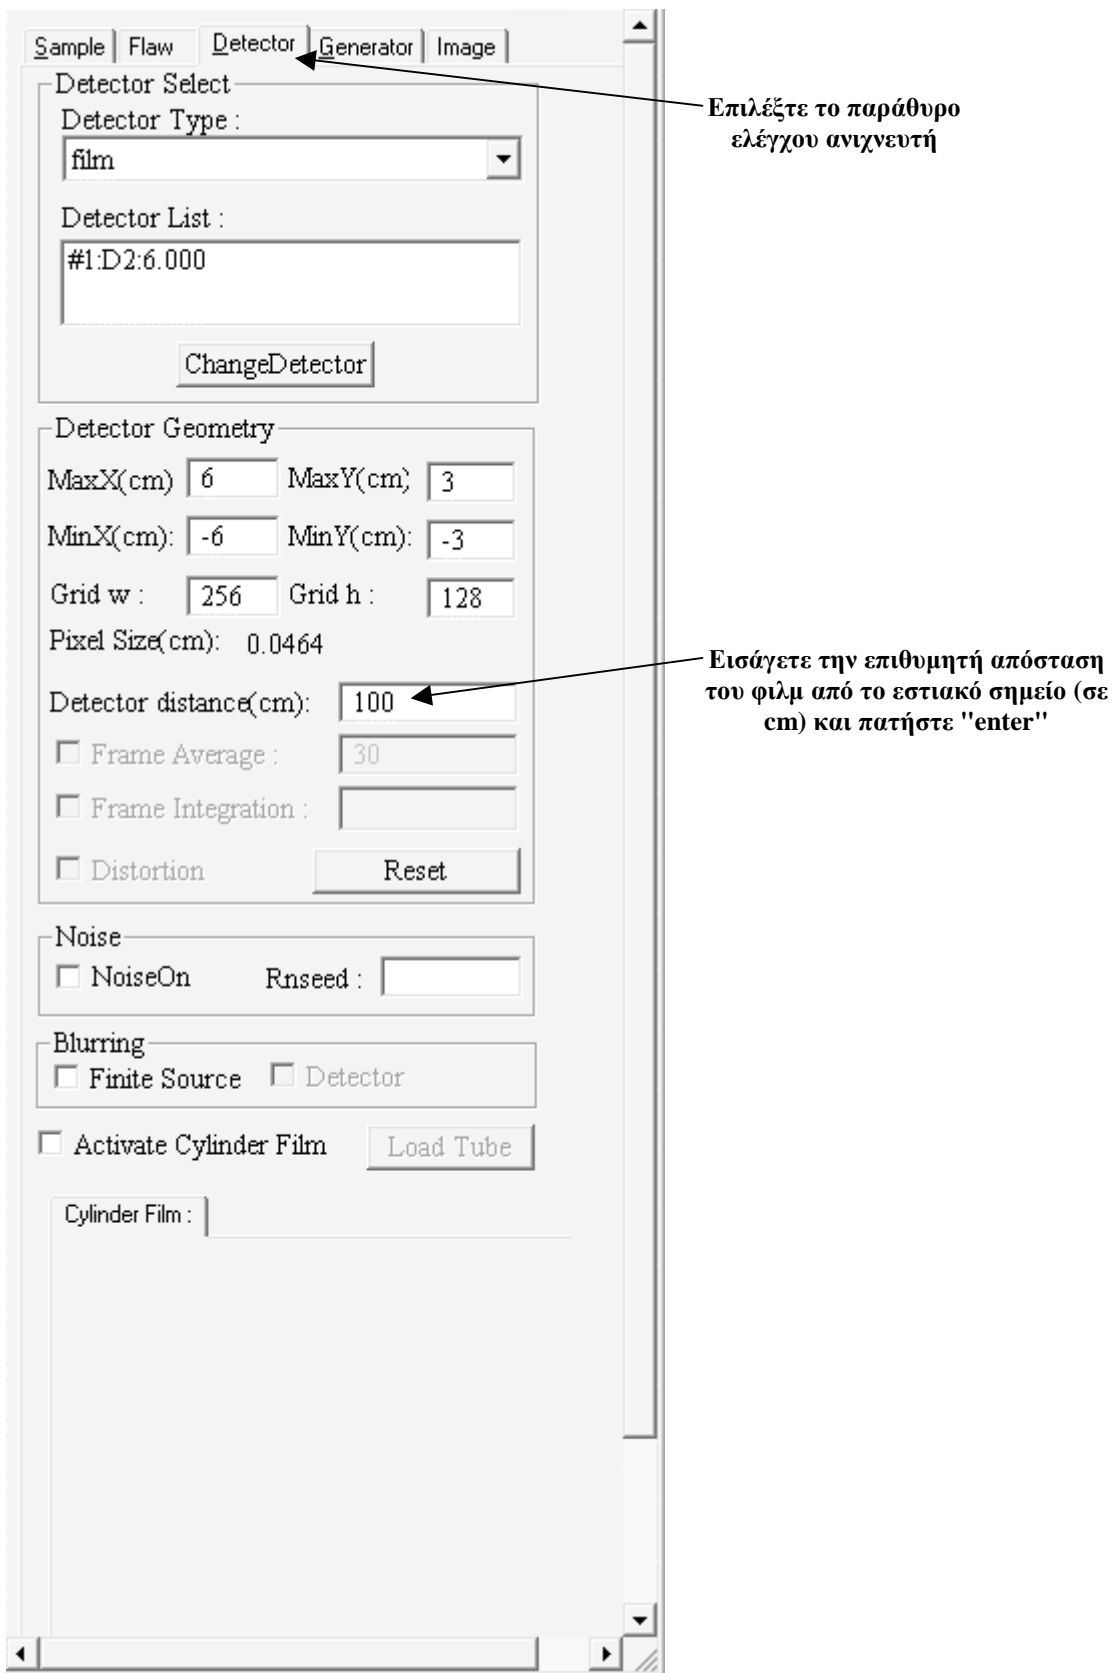 Sample Flaw Detector Generator Image
Detector Select
Detector Type :
film
Detector List :
#1:D2:6.000
ChangeDetector
Detector Geometry
MaxX(cm) 6 MaxY(cm) 3
MinX(cm): -6 MinY(cm): -3
Grid w : 256 Grid h : 128
Pixel Size(cm): 0.0464
Detector distance(cm): 100
Frame Average : 30
Frame Integration :
Distortion Reset
Noise
NoiseOn Rnseed :
Blurring
Finite Source Detector
Activate Cylinder Film Load Tube
Cylinder Film :
Επιλέξτε το παράθυρο
ελέγχου ανιχνευτή
Εισάγετε την επιθυμητή απόσταση
του φιλμ από το εστιακό σημείο (σε
cm) και πατήστε "enter"